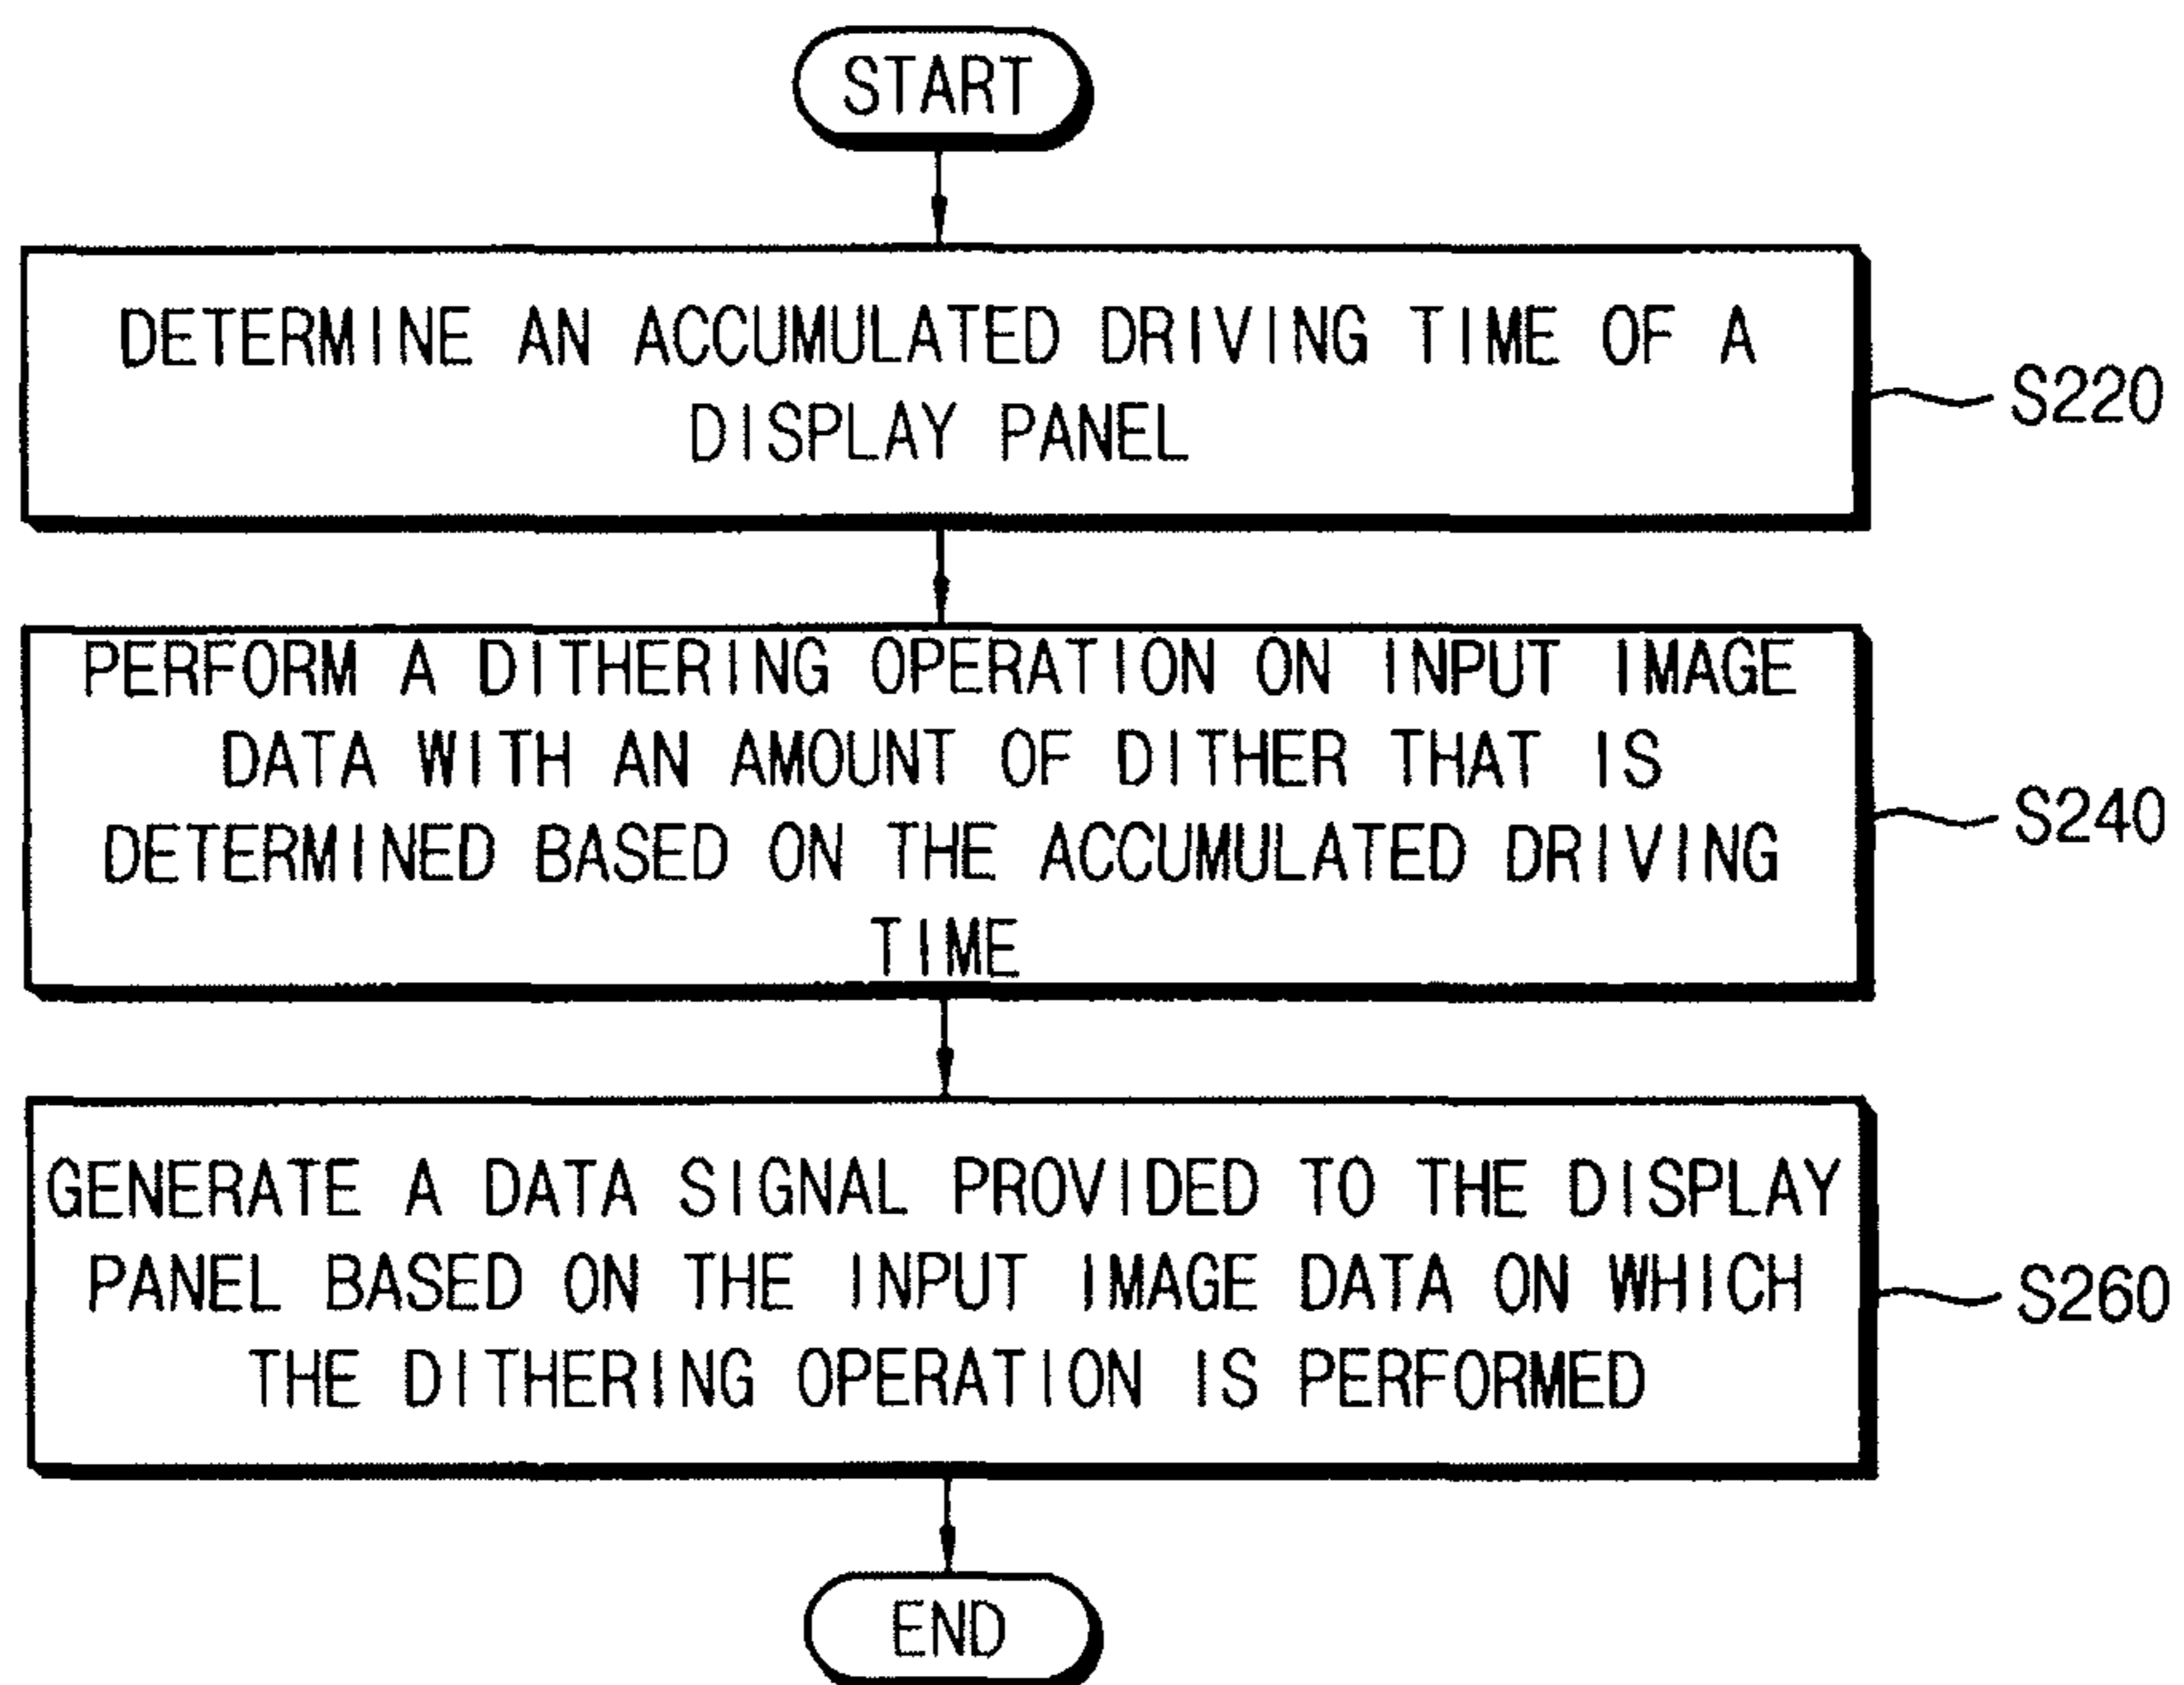 START
DETERMINE AN ACCUMULATED DRIVING TIME OF A
DISPLAY PANEL
S220
PERFORM A DITHERING OPERATION ON INPUT IMAGE
DATA WITH AN AMOUNT OF DITHER THAT IS
DETERMINED BASED ON THE ACCUMULATED DRIVING
TIME
S240
GENERATE A DATA SIGNAL PROVIDED TO THE DISPLAY
PANEL BASED ON THE INPUT IMAGE DATA ON WHICH
THE DITHERING OPERATION IS PERFORMED
S260
END